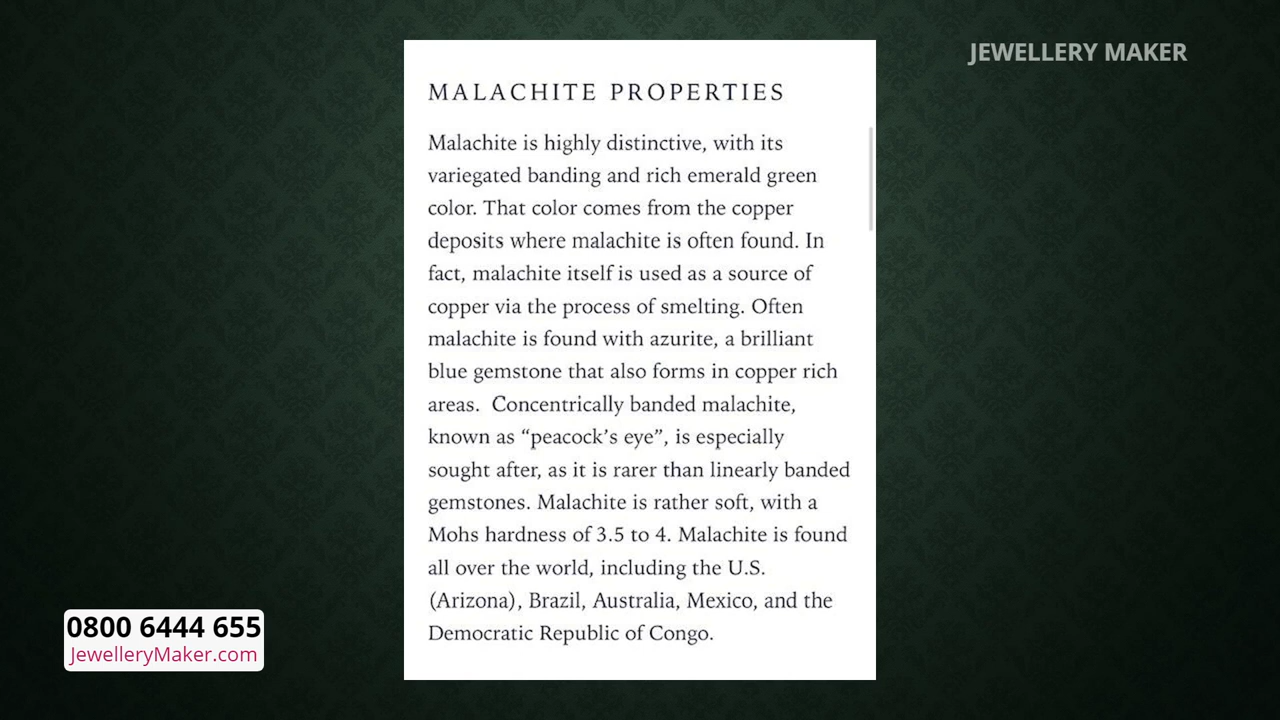 JEWELLERY MAKER
MALACHITE PROPERTIES
Malachite is highly distinctive, with its
variegated banding and rich emerald green
color. That color comes from the copper
deposits where malachite is often found. In
fact, malachite itself is used as a source of
copper via the process of smelting. Often
malachite is found with azurite, a brilliant
blue gemstone that also forms in copper rich
areas.  Concentrically banded malachite,
known as “peacock’s eye”, is especially
sought after, as it is rarer than linearly banded
gemstones. Malachite is rather soft, with a
Mohs hardness of 3.5 to 4. Malachite is found
all over the world, including the U.S.
(Arizona), Brazil, Australia, Mexico, and the
Democratic Republic of Congo.
0800 6444 655
JewelleryMaker.com